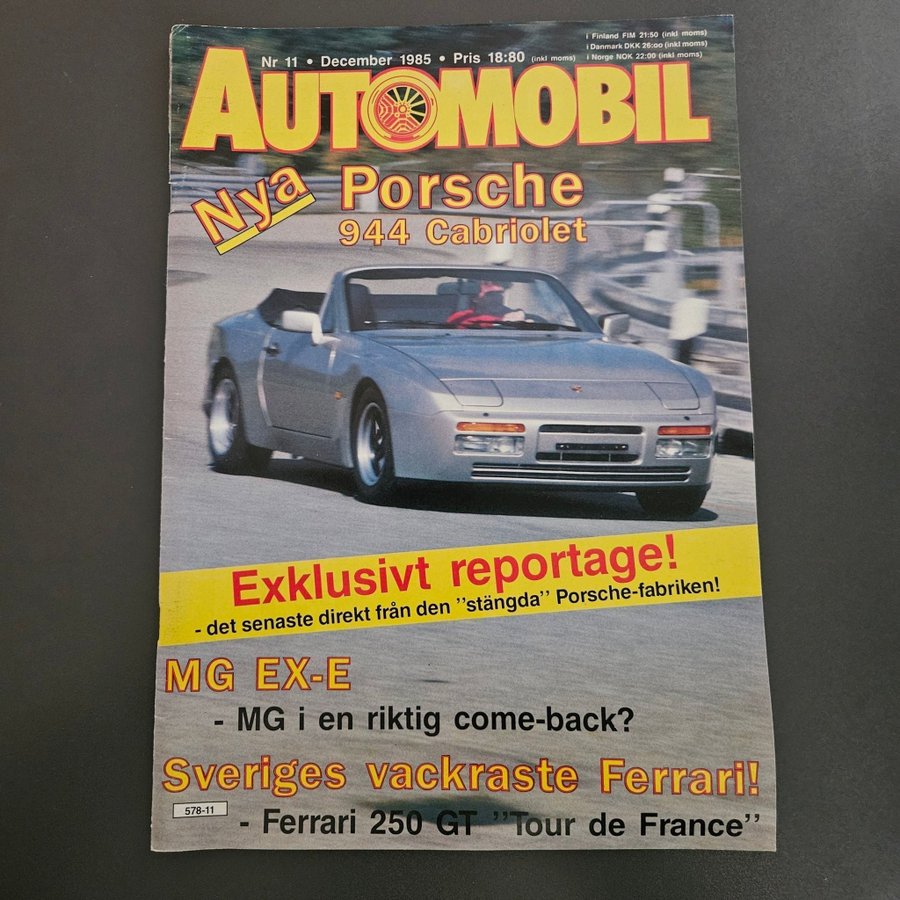 Nr 11 • December 1985 • Pris 18:80 (inkl moms)
i Finland FIM 21:50 (inkl moms)
i Danmark DKK 26:00 (inkl moms)
i Norge NOK 22:00 (inkl moms)
AUTOMOBIL
Nya
Porsche
944 Cabriolet
Exklusivt reportage!
- det senaste direkt från den ”stängda” Porsche-fabriken!
MG EX-E
- MG i en riktig come-back?
Sveriges vackraste Ferrari!
578-11
- Ferrari 250 GT ”Tour de France”